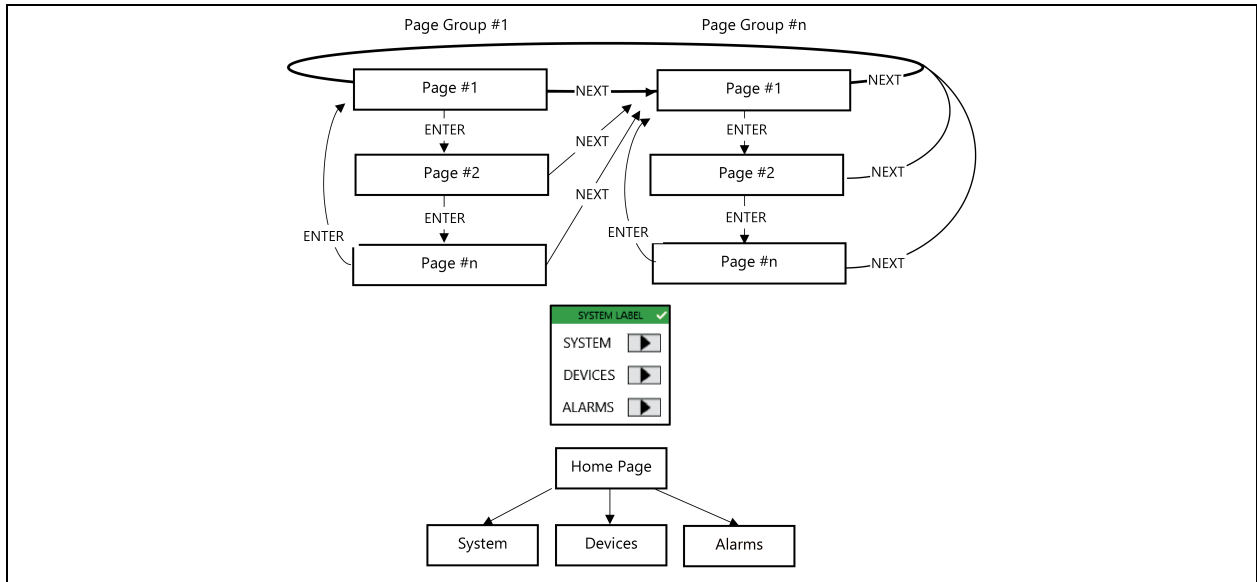 Page Group #1 Page Group #n
Page #1 NEXT Page #1 NEXT
ENTER ENTER
NEXT
Page #2 Page #2 NEXT
NEXT
ENTER ENTER
ENTER ENTER
Page #n Page #n NEXT
SYSTEM LABEL
SYSTEM
DEVICES
ALARMS
Home Page
System Devices Alarms